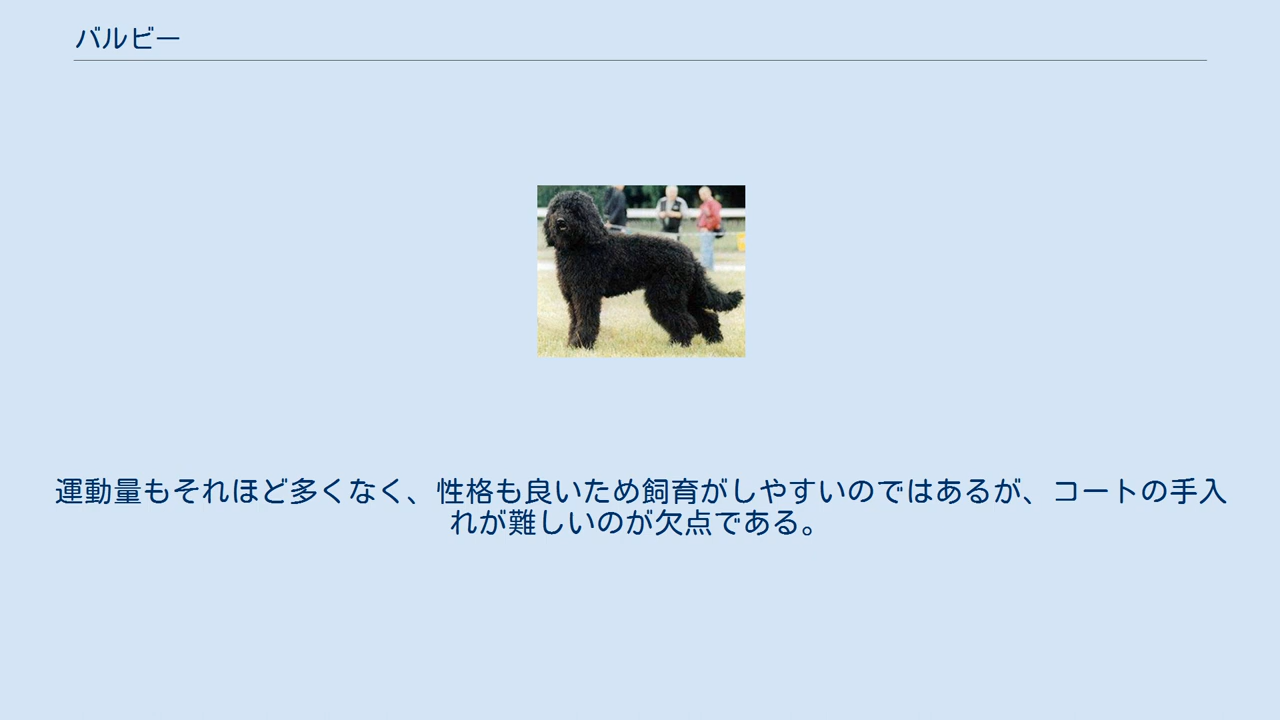 バルビー
運動量もそれほど多くなく、性格も良いため飼育がしやすいのではあるが、コートの手入
れが難しいのが欠点である。